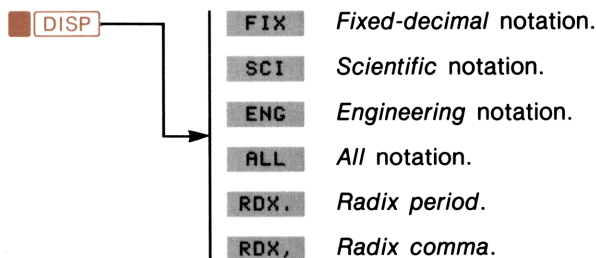 DISP
FIX Fixed-decimal notation.
SCI Scientific notation.
ENG Engineering notation.
ALL All notation.
RDX. Radix period.
RDX, Radix comma.